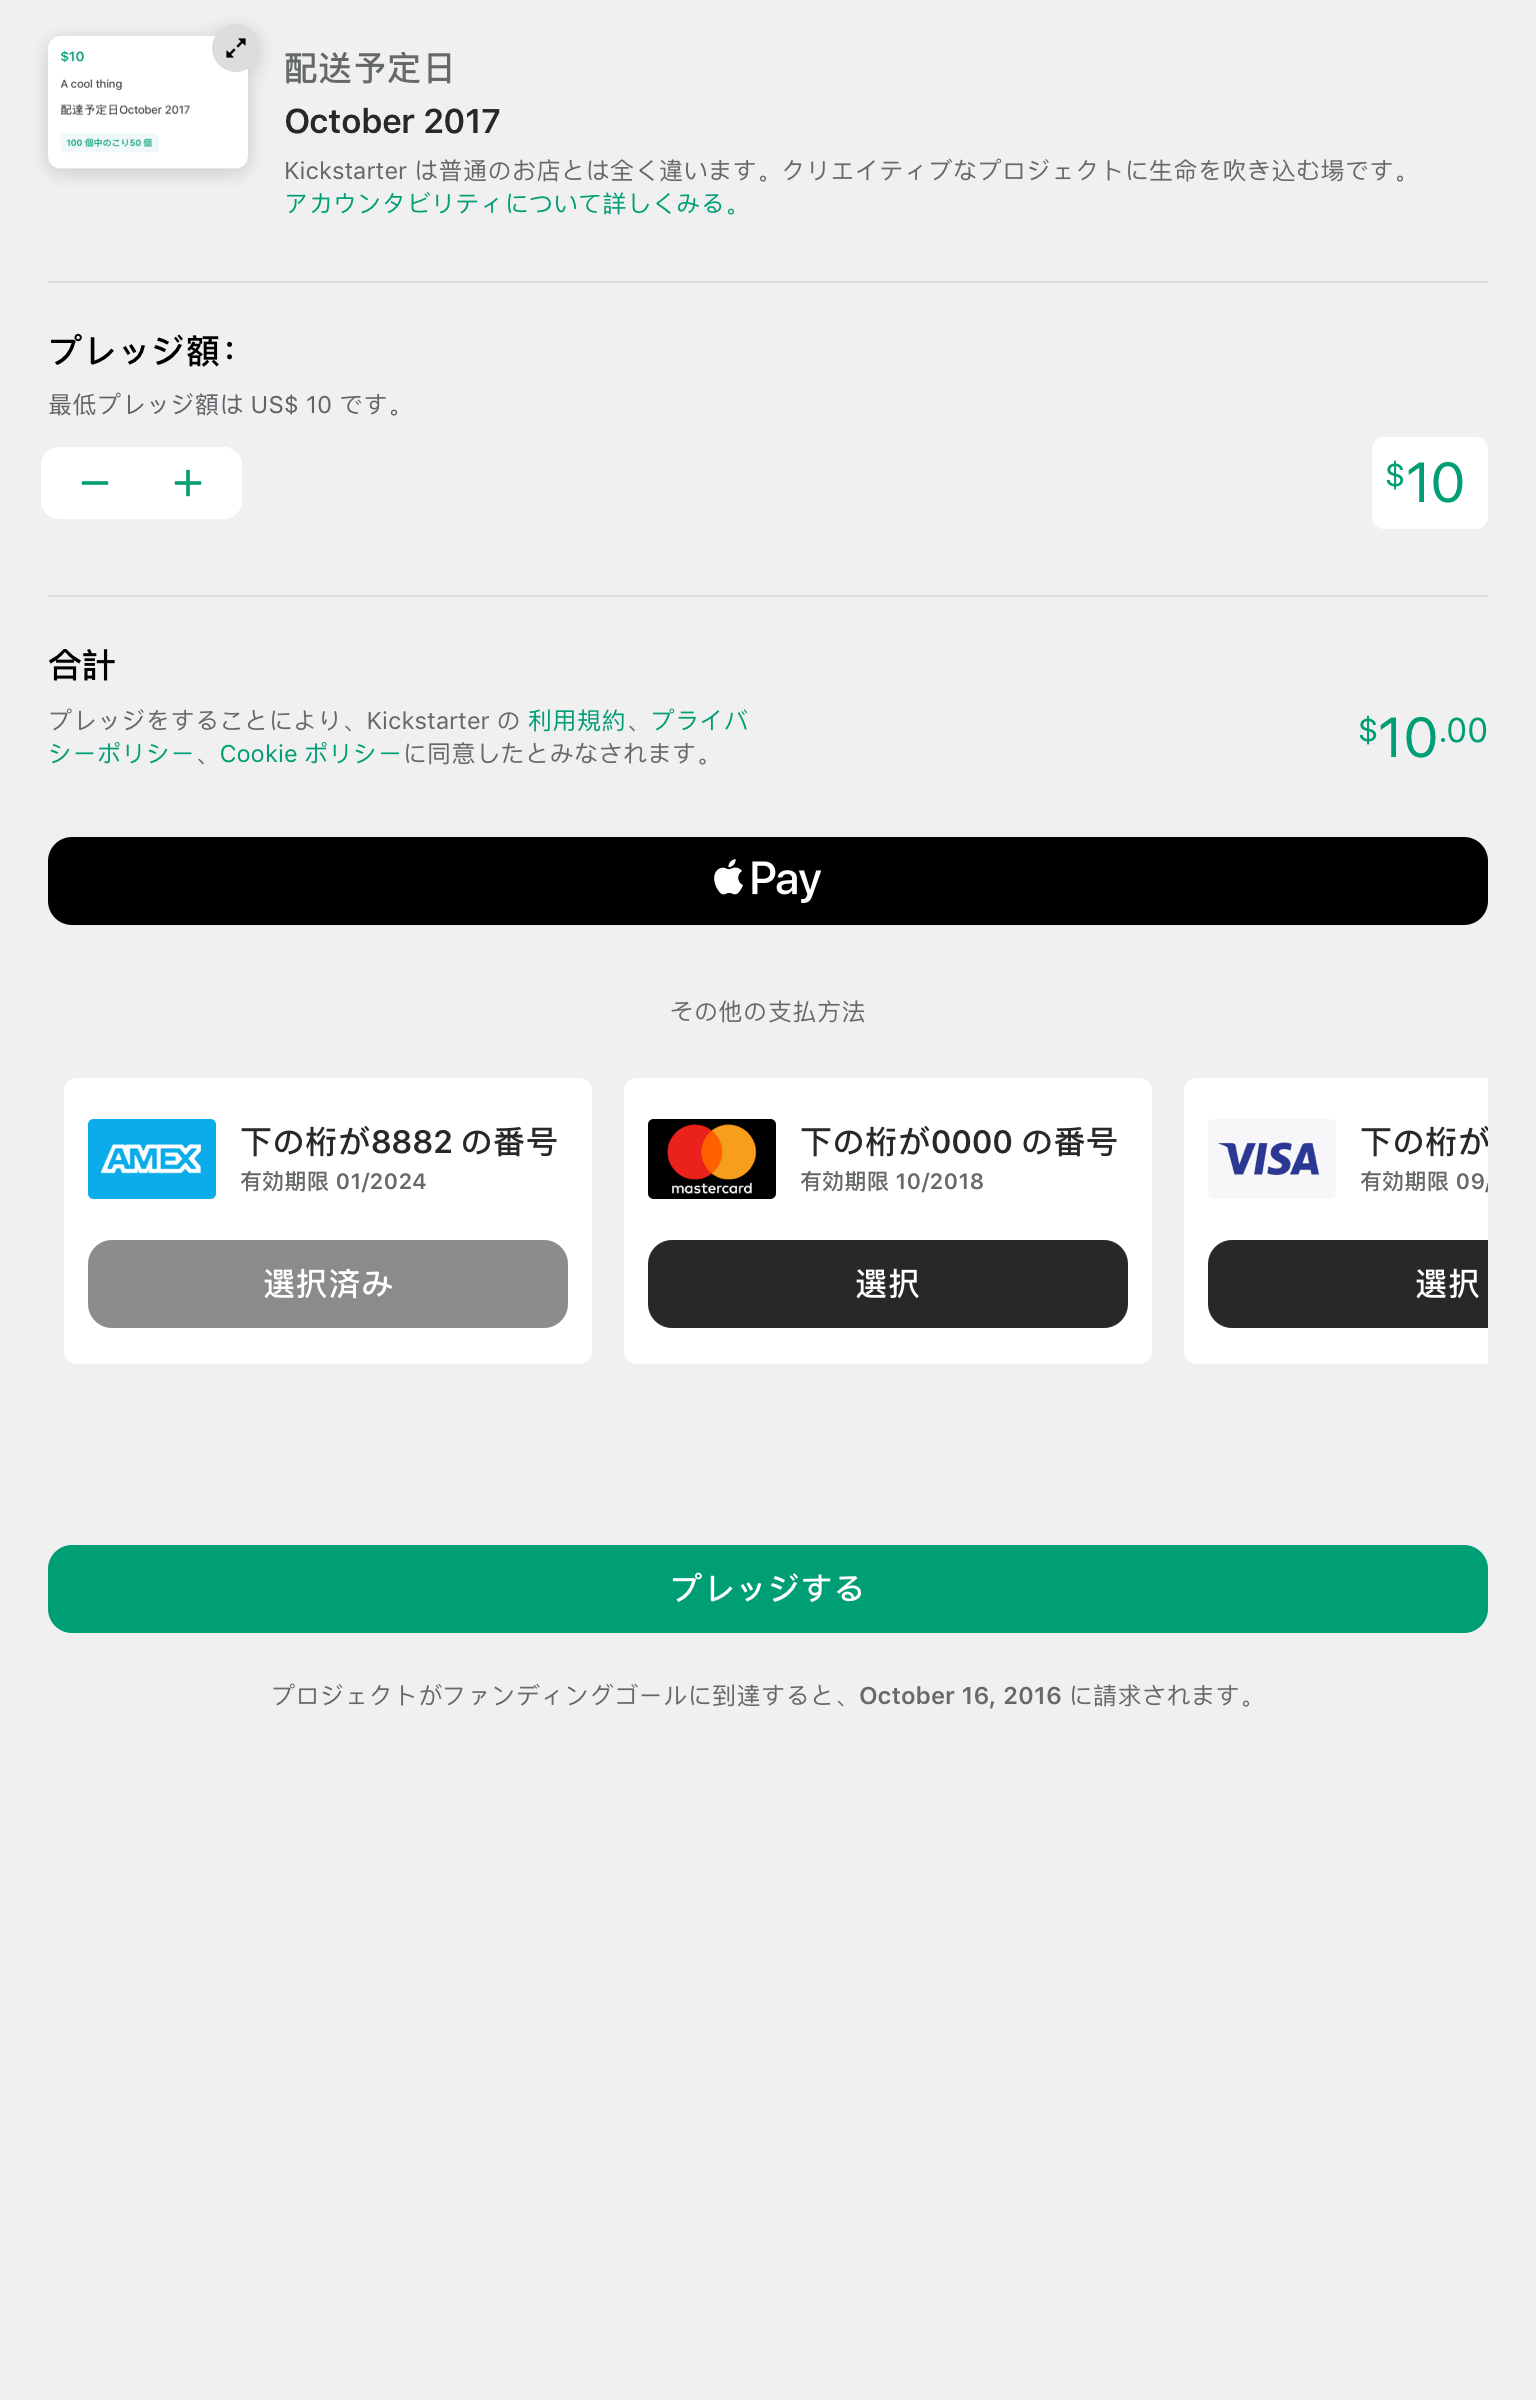 $10
A cool thing
配達予定日October 2017
100 個中のこり50 個
配送予定日
October 2017
Kickstarter は普通のお店とは全く違います。クリエイティブなプロジェクトに生命を吹き込む場です。
アカウンタビリティについて詳しくみる。
プレッジ額:
最低プレッジ額は US$ 10 です。
− +
$10
合計
プレッジをすることにより、Kickstarter の 利用規約、プライバ
シーポリシー、Cookie ポリシーに同意したとみなされます。
$10.00
Pay
その他の支払方法
AMEX
下の桁が8882 の番号
有効期限 01/2024
選択済み
mastercard
下の桁が0000 の番号
有効期限 10/2018
選択
VISA
下の桁が
有効期限 09/
選択
プレッジする
プロジェクトがファンディングゴールに到達すると、October 16, 2016 に請求されます。